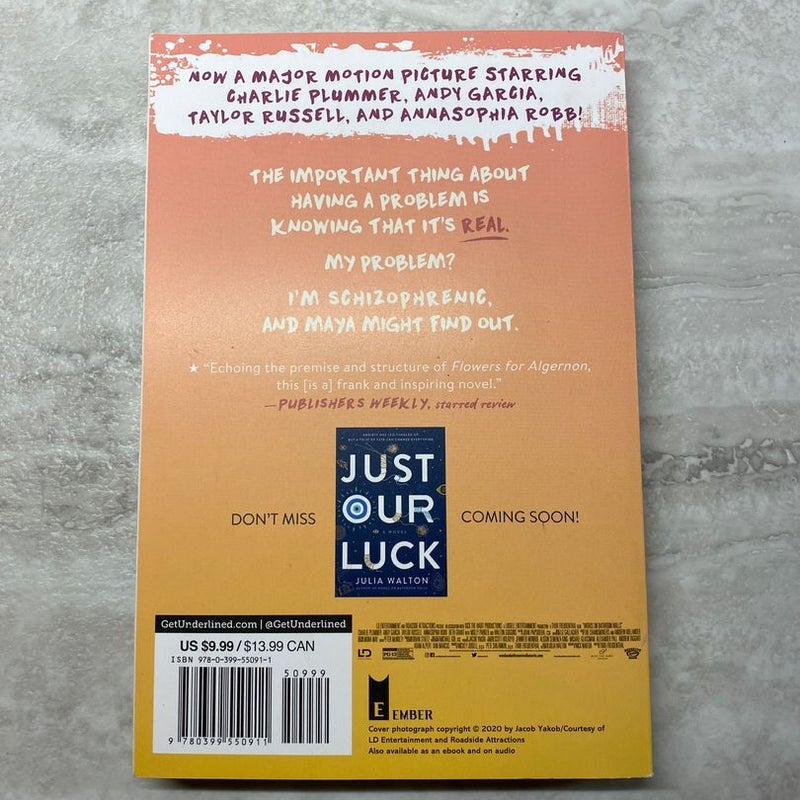 NOW A MAJOR MOTION PICTURE STARRING
CHARLIE PLUMMER, ANDY GARCIA,
TAYLOR RUSSELL, AND ANNASOPHIA ROBB!
THE IMPORTANT THING ABOUT
HAVING A PROBLEM IS
KNOWING THAT IT'S REAL.
MY PROBLEM?
I'M SCHIZOPHRENIC,
AND MAYA MIGHT FIND OUT.
★ “Echoing the premise and structure of Flowers for Algernon,
this [is a] frank and inspiring novel.”
—PUBLISHERS WEEKLY, starred review
JUST
OUR
A NOVEL
LUCK
JULIA WALTON
DON'T MISS
COMING SOON!
GetUnderlined.com | @GetUnderlined
US $9.99 / $13.99 CAN
ISBN 978-0-399-55091-1
50999
9 780399 550911
LD
PG-13
E EMBER
Cover photograph copyright © 2020 by Jacob Yakob/Courtesy of
LD Entertainment and Roadside Attractions
Also available as an ebook and on audio